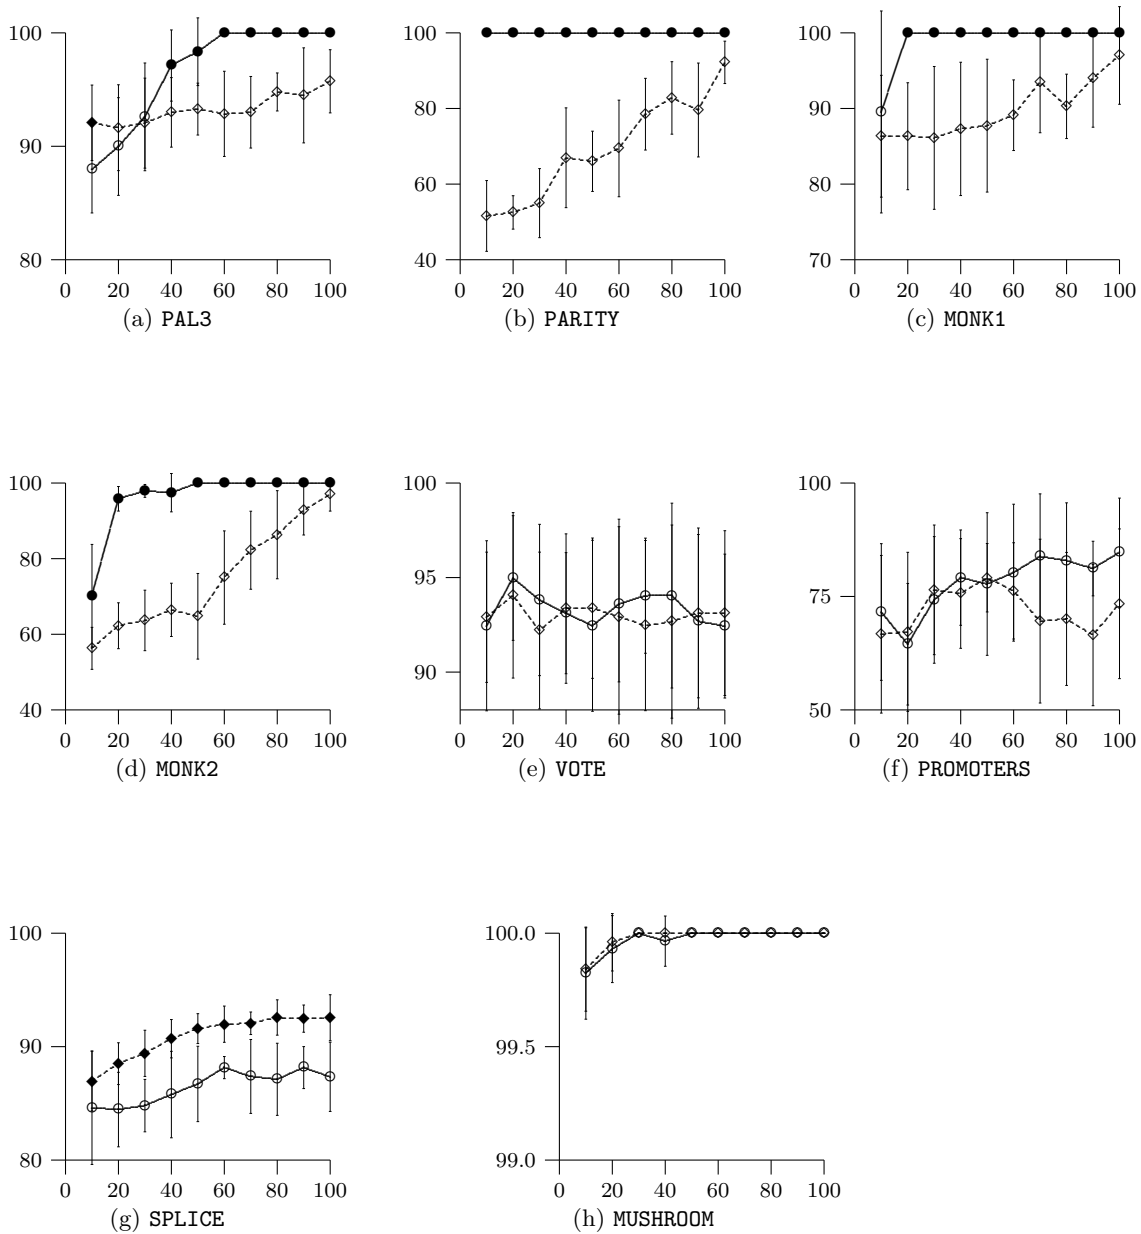 100
90
80
0 20 40 60 80 100
(a) PAL3
100
80
60
40
0 20 40 60 80 100
(b) PARITY
100
90
80
70
0 20 40 60 80 100
(c) MONK1
100
80
60
40
0 20 40 60 80 100
(d) MONK2
100
95
90
0 20 40 60 80 100
(e) VOTE
100
75
50
0 20 40 60 80 100
(f) PROMOTERS
100
90
80
0 20 40 60 80 100
(g) SPLICE
100.0
99.5
99.0
0 20 40 60 80 100
(h) MUSHROOM